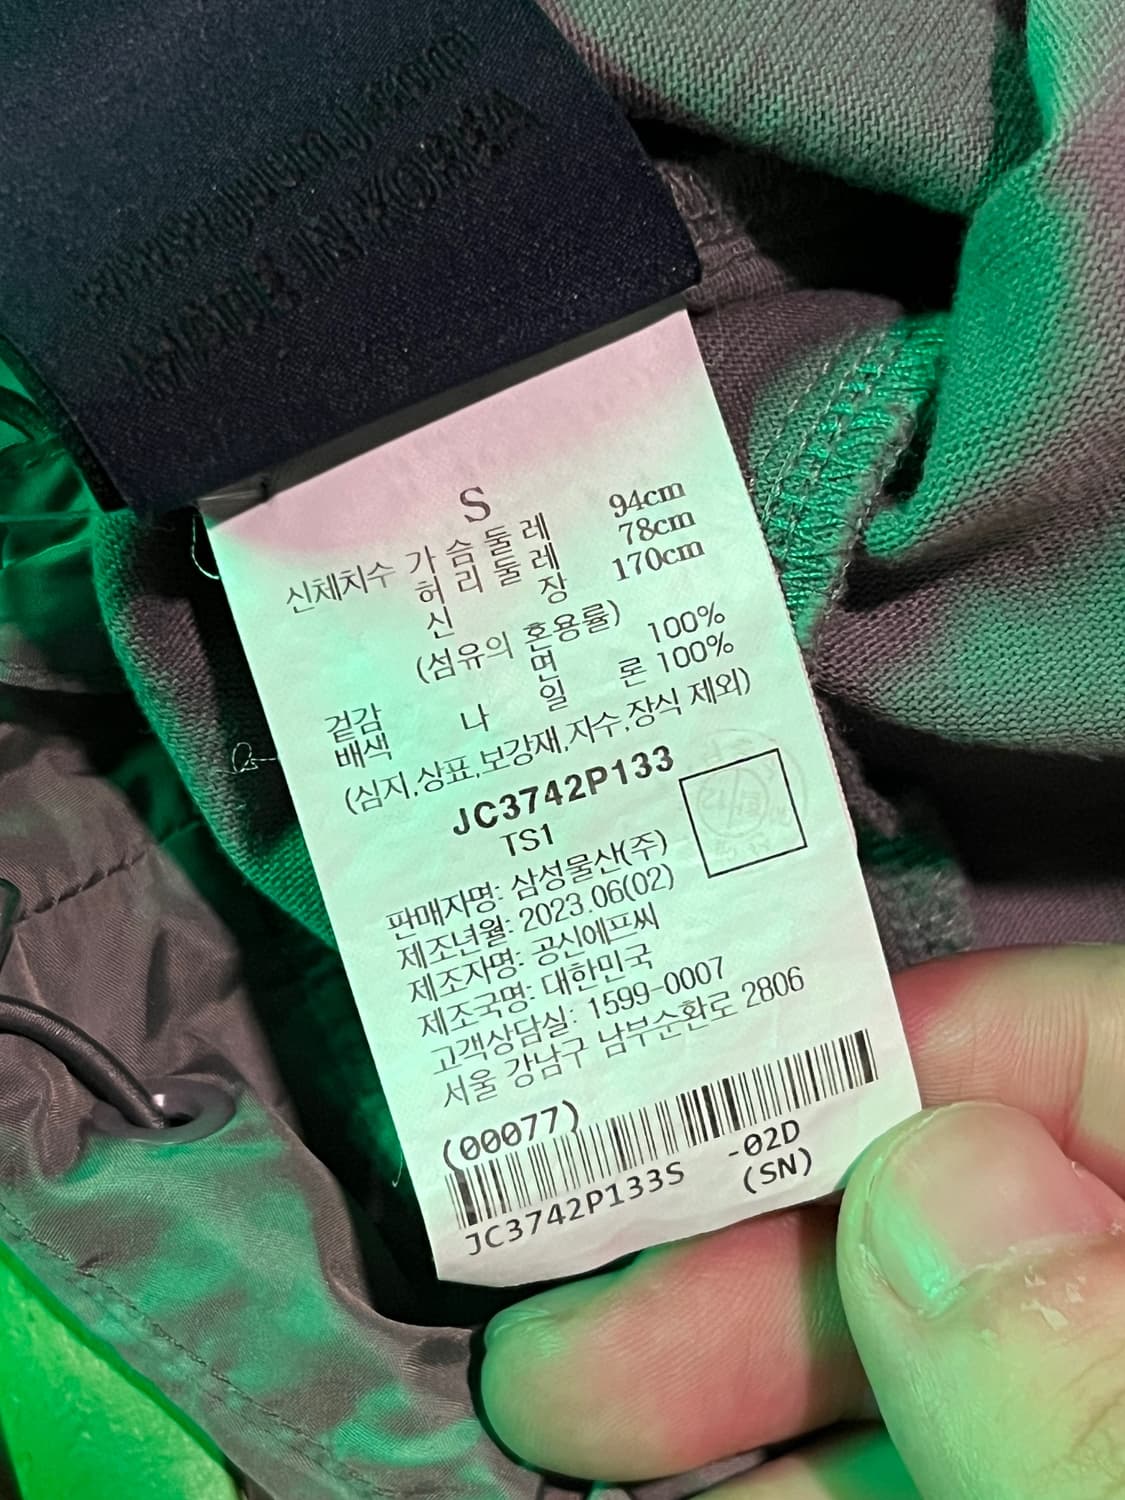 MADE IN KOREA
S
신체치수 가슴둘레 94cm
허리둘레 78cm
신장 170cm
(섬유의 혼용률)
겉감 면 100%
배색 나일론 100%
(심지,상표,보강재,자수,장식 제외)
JC3742P133
TS1
판매자명: 삼성물산(주)
제조년월: 2023.06(02)
제조자명: 공신에프씨
제조국명: 대한민국
고객상담실: 1599-0007
서울 강남구 남부순환로 2806
(00077)
JC3742P133S -02D
(SN)